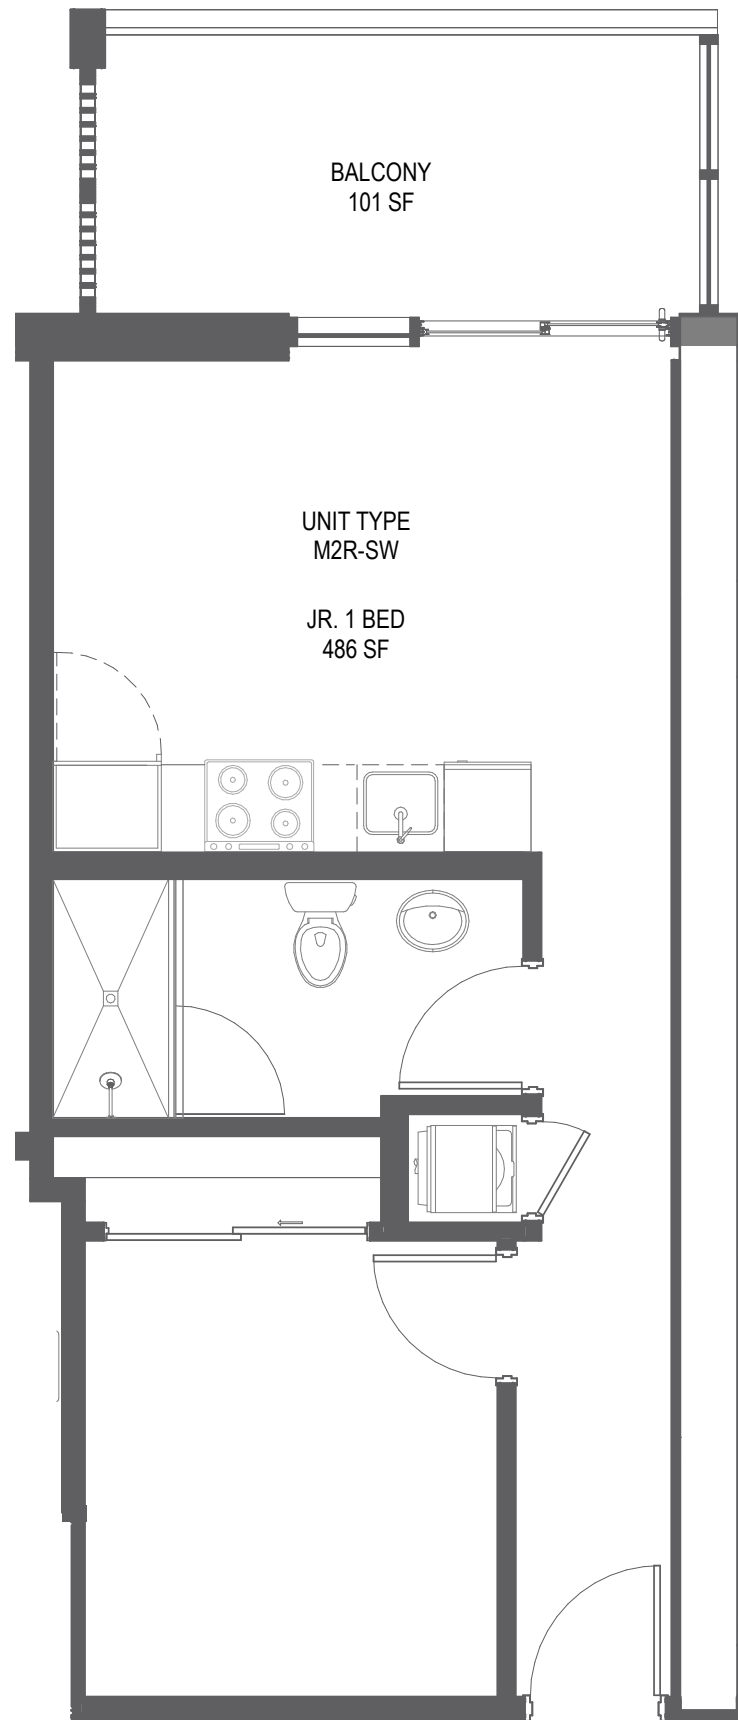 BALCONY
101 SF
UNIT TYPE
M2R-SW
JR. 1 BED
486 SF